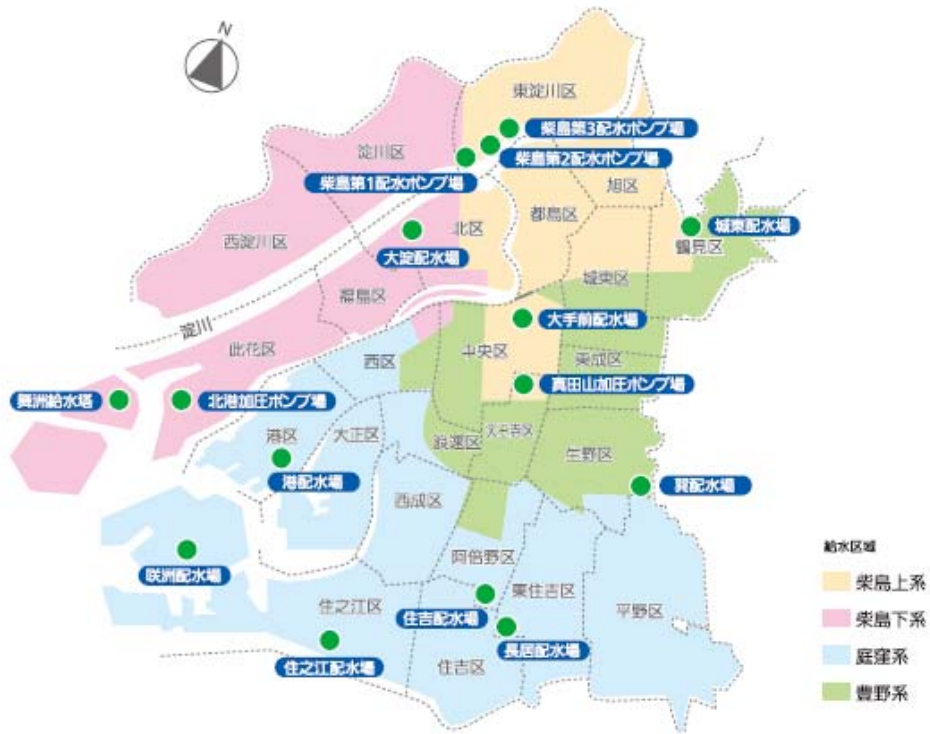 N
東淀川区
柴島第3配水ポンプ場
淀川区
柴島第2配水ポンプ場
柴島第1配水ポンプ場
旭区
都島区
北区
城東配水場
西淀川区
鶴見区
大淀配水場
城東区
福島区
大手前配水場
淀川
此花区
中央区
西区
東成区
真田山加圧ポンプ場
舞洲給水塔
北港加圧ポンプ場
天王寺区
港区
大正区
浪速区
生野区
港配水場
巽配水場
西成区
阿倍野区
給水区域
咲洲配水場
東住吉区
柴島上系
住之江区
平野区
住吉配水場
柴島下系
長居配水場
庭窪系
住之江配水場
住吉区
豊野系